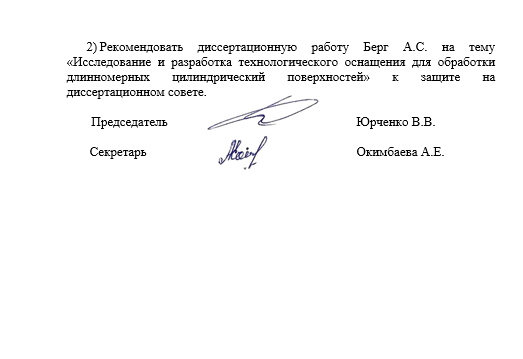 2) Рекомендовать диссертационную работу Берг А.С. на тему
«Исследование и разработка технологического оснащения для обработки
длинномерных цилиндрический поверхностей» к защите на
диссертационном совете.
Председатель Юрченко В.В.
Секретарь Окимбаева А.Е.